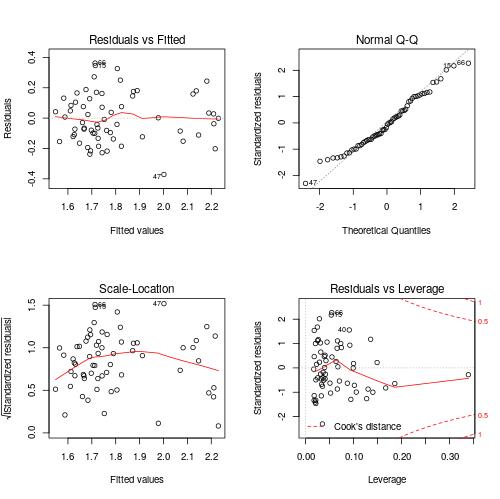 Residuals vs Fitted
Residuals
-0.4 -0.2 0.0 0.2 0.4
66
15
47
1.6 1.7 1.8 1.9 2.0 2.1 2.2
Fitted values
Normal Q-Q
Standardized residuals
-2 -1 0 1 2
15 66
47
-2 -1 0 1 2
Theoretical Quantiles
Scale-Location
√|Standardized residuals|
0.0 0.5 1.0 1.5
66
15
47
1.6 1.7 1.8 1.9 2.0 2.1 2.2
Fitted values
Residuals vs Leverage
Standardized residuals
-2 -1 0 1 2
40
1
0.5
0.5
1
Cook's distance
0.00 0.10 0.20 0.30
Leverage